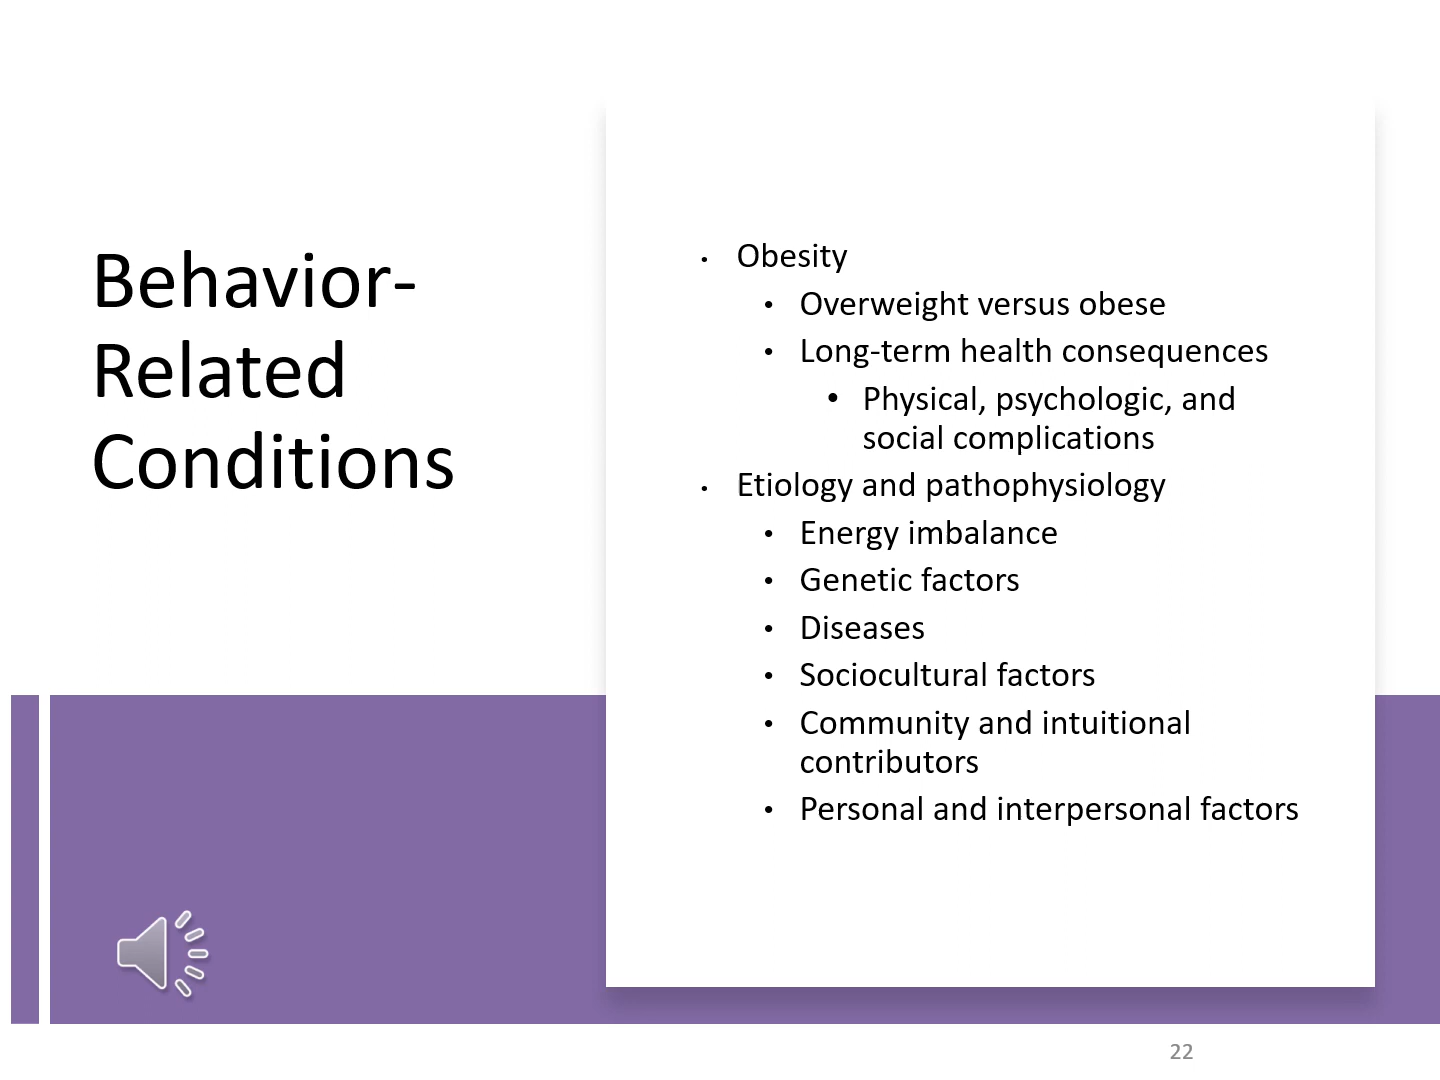 Behavior-
Related
Conditions
• Obesity
• Overweight versus obese
• Long-term health consequences
• Physical, psychologic, and
social complications
• Etiology and pathophysiology
• Energy imbalance
• Genetic factors
• Diseases
• Sociocultural factors
• Community and intuitional
contributors
• Personal and interpersonal factors
22